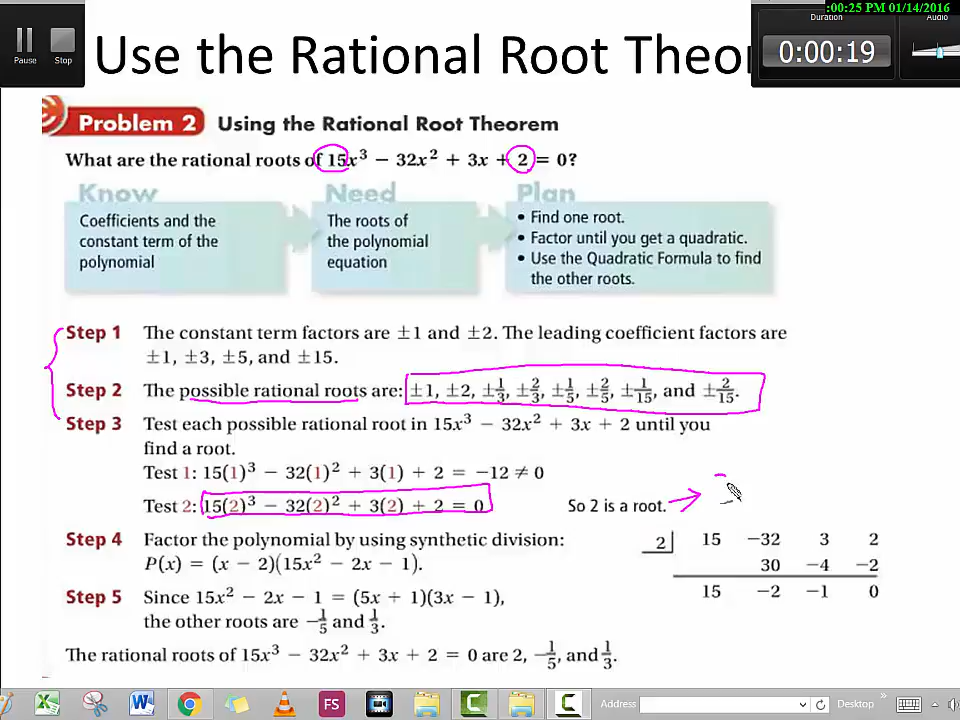 :00:25 PM 01/14/2016
Duration
Audio
Pause
Stop
0:00:19
Use the Rational Root Theor
Problem 2 Using the Rational Root Theorem
What are the rational roots of 15x³ − 32x² + 3x + 2 = 0?
Know
Need
Plan
Coefficients and the
constant term of the
polynomial
The roots of
the polynomial
equation
• Find one root.
• Factor until you get a quadratic.
• Use the Quadratic Formula to find
the other roots.
Step 1 The constant term factors are ±1 and ±2. The leading coefficient factors are
±1, ±3, ±5, and ±15.
Step 2 The possible rational roots are: ±1, ±2, ±1/3, ±2/3, ±1/5, ±2/5, ±1/15, and ±2/15.
Step 3 Test each possible rational root in 15x³ − 32x² + 3x + 2 until you
find a root.
Test 1: 15(1)³ − 32(1)² + 3(1) + 2 = −12 ≠ 0
Test 2: 15(2)³ − 32(2)² + 3(2) + 2 = 0 So 2 is a root.
Step 4 Factor the polynomial by using synthetic division:
P(x) = (x − 2)(15x² − 2x − 1).
2 15 −32 3 2
30 −4 −2
15 −2 −1 0
Step 5 Since 15x² − 2x − 1 = (5x + 1)(3x − 1),
the other roots are −1/5 and 1/3.
The rational roots of 15x³ − 32x² + 3x + 2 = 0 are 2, −1/5, and 1/3.
FS
Address
Desktop